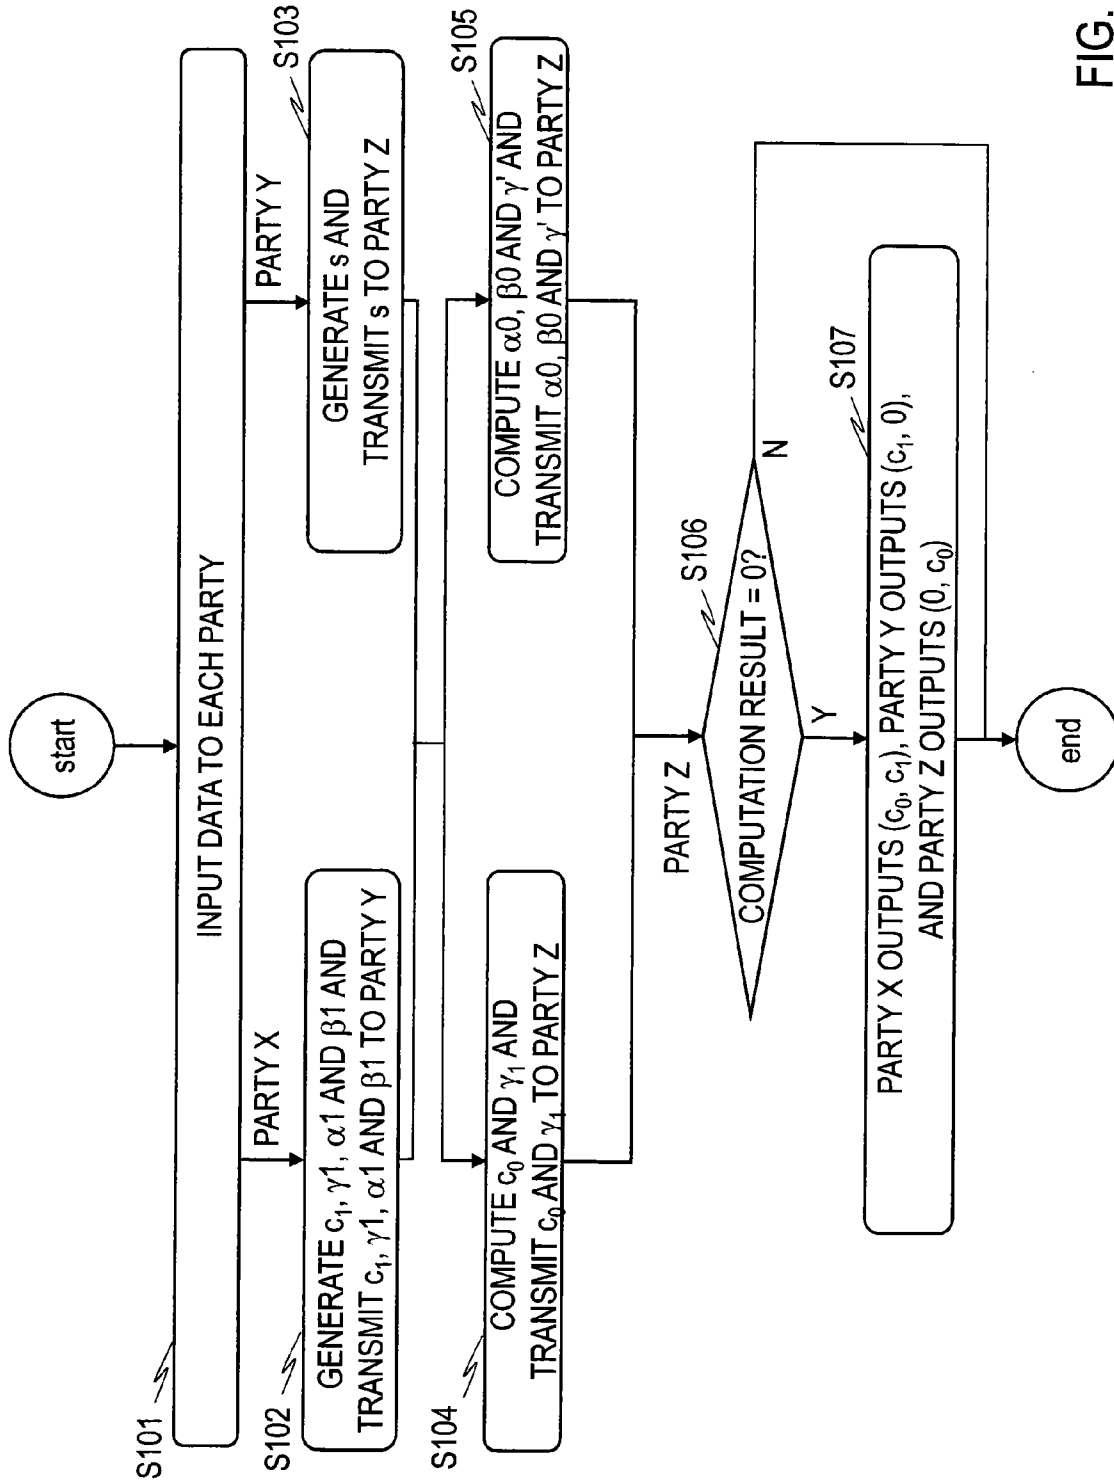 start
S101
INPUT DATA TO EACH PARTY
PARTY X
PARTY Y
S102
GENERATE c₁, γ1, α1 AND β1 AND
TRANSMIT c₁, γ1, α1 AND β1 TO PARTY Y
S103
GENERATE s AND
TRANSMIT s TO PARTY Z
S104
COMPUTE c₀ AND γ₁ AND
TRANSMIT c₀ AND γ₁ TO PARTY Z
S105
COMPUTE α0, β0 AND γ' AND
TRANSMIT α0, β0 AND γ' TO PARTY Z
PARTY Z
S106
COMPUTATION RESULT = 0?
N
Y
S107
PARTY X OUTPUTS (c₀, c₁), PARTY Y OUTPUTS (c₁, 0),
AND PARTY Z OUTPUTS (0, c₀)
end
FIG.